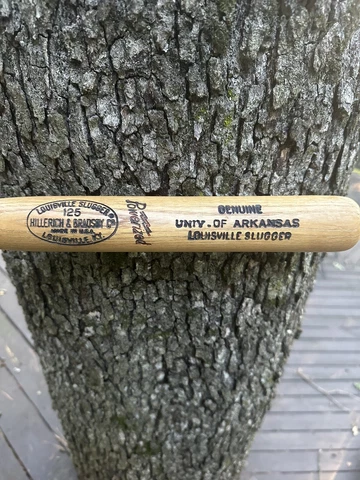 LOUISVILLE SLUGGER
125
HILLERICH & BRADSBY Co
MADE IN U.S.A.
LOUISVILLE, KY.
Powerized
GENUINE
UNIV. OF ARKANSAS
LOUISVILLE SLUGGER